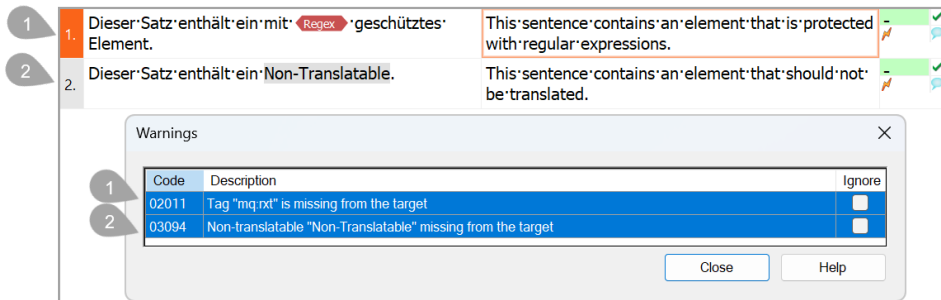 1
1. Dieser·Satz·enthält·ein·mit· Regex ·geschütztes· This·sentence·contains·an·element·that·is·protected
Element. with·regular·expressions.
2
2. Dieser·Satz·enthält·ein·Non-Translatable. This·sentence·contains·an·element·that·should·not·
be·translated.
Warnings
Code Description Ignore
1
02011 Tag "mq:rxt" is missing from the target
2
03094 Non-translatable "Non-Translatable" missing from the target
Close Help